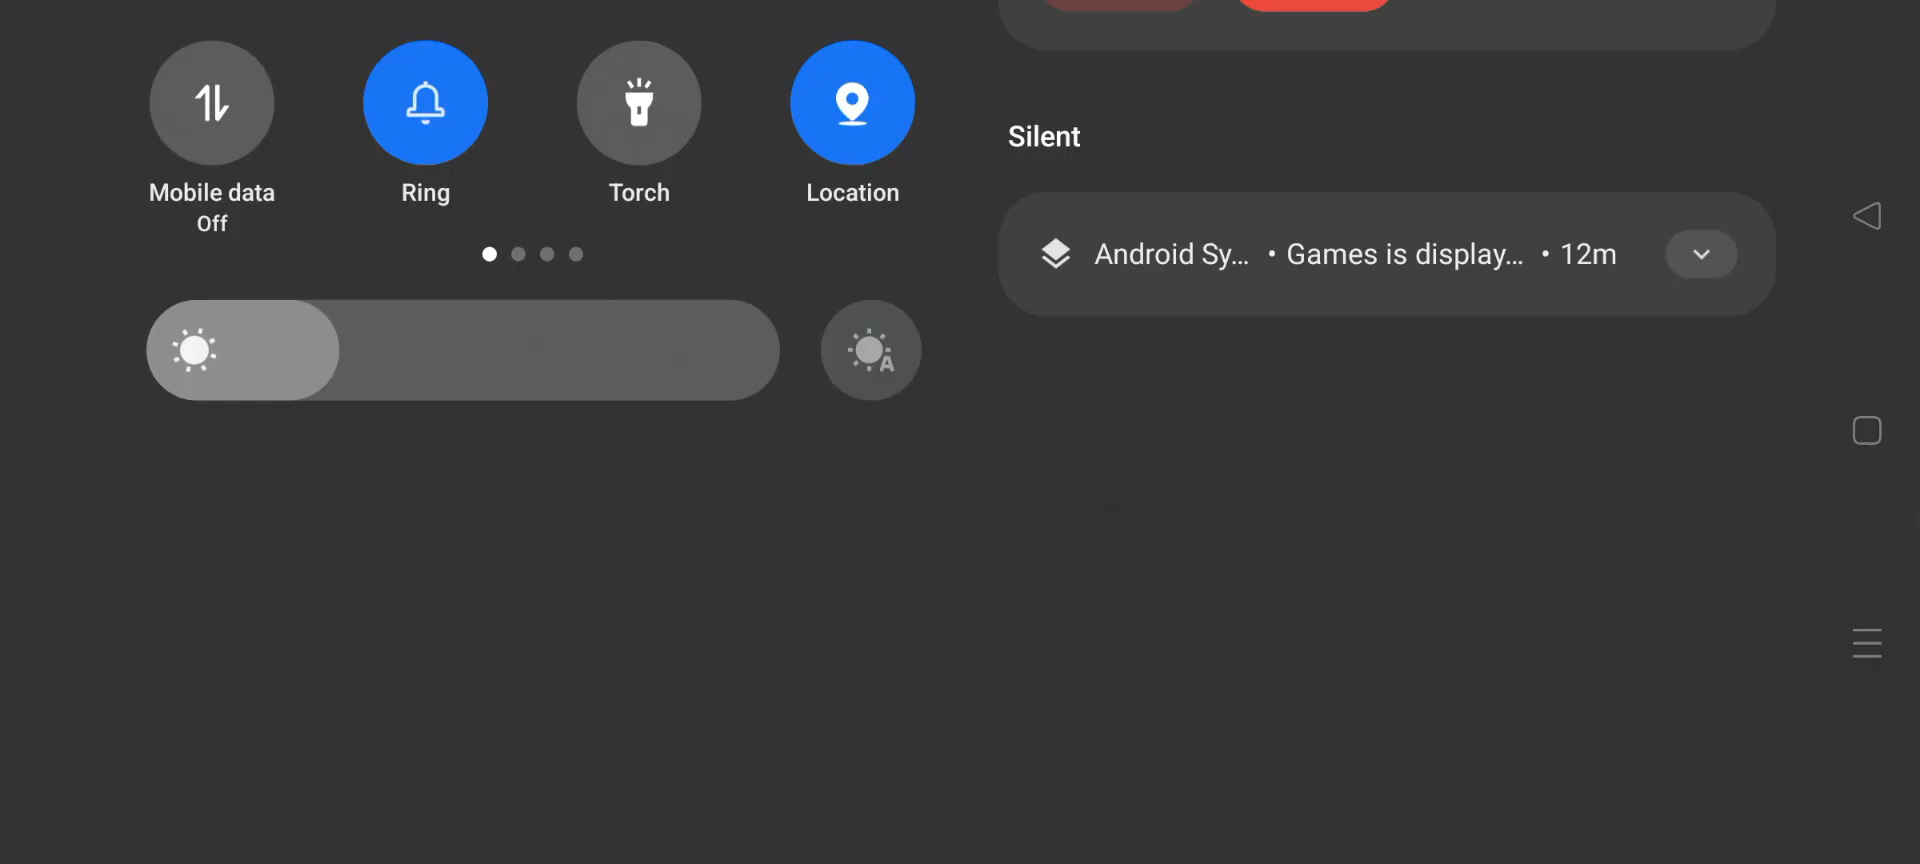 Mobile data
Off
Ring
Torch
Location
A
Silent
Android Sy... • Games is display... • 12m